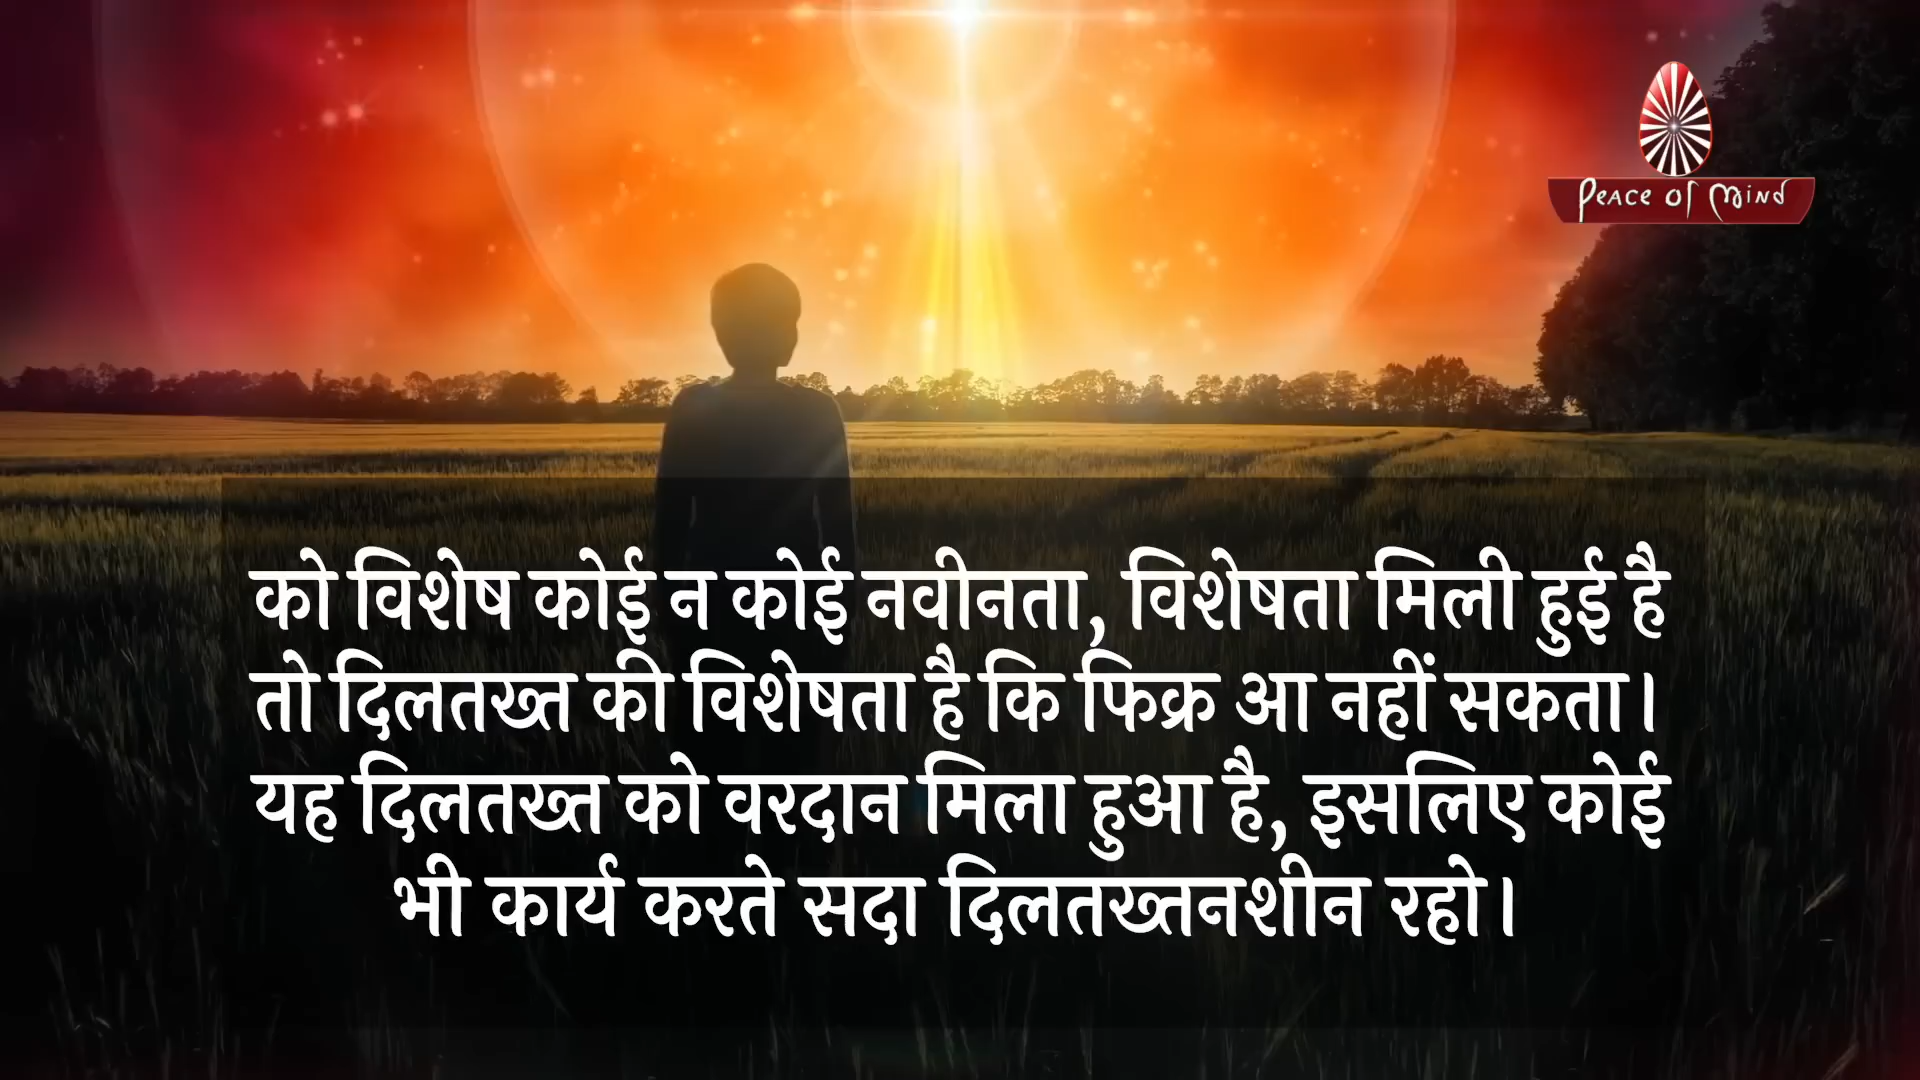 Peace of Mind
को विशेष कोई न कोई नवीनता, विशेषता मिली हुई है
तो दिलतख्त की विशेषता है कि फिक्र आ नहीं सकता।
यह दिलतख्त को वरदान मिला हुआ है, इसलिए कोई
भी कार्य करते सदा दिलतख्तनशीन रहो।